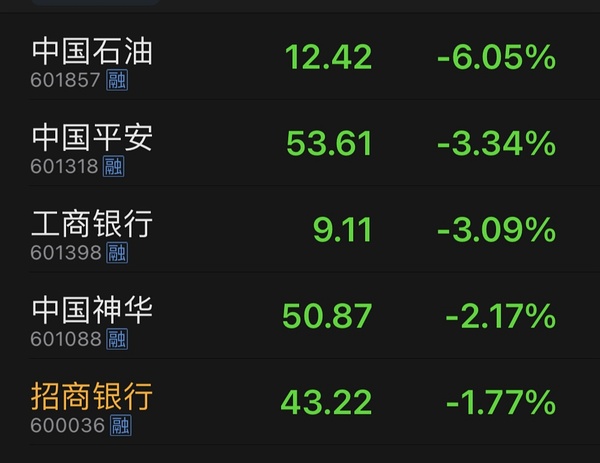 中国石油 12.42 -6.05%
601857 融
中国平安 53.61 -3.34%
601318 融
工商银行 9.11 -3.09%
601398 融
中国神华 50.87 -2.17%
601088 融
招商银行 43.22 -1.77%
600036 融